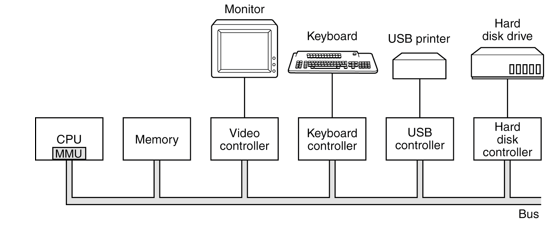 Monitor
Keyboard
USB printer
Hard
disk drive
CPU
MMU
Memory
Video
controller
Keyboard
controller
USB
controller
Hard
disk
controller
Bus